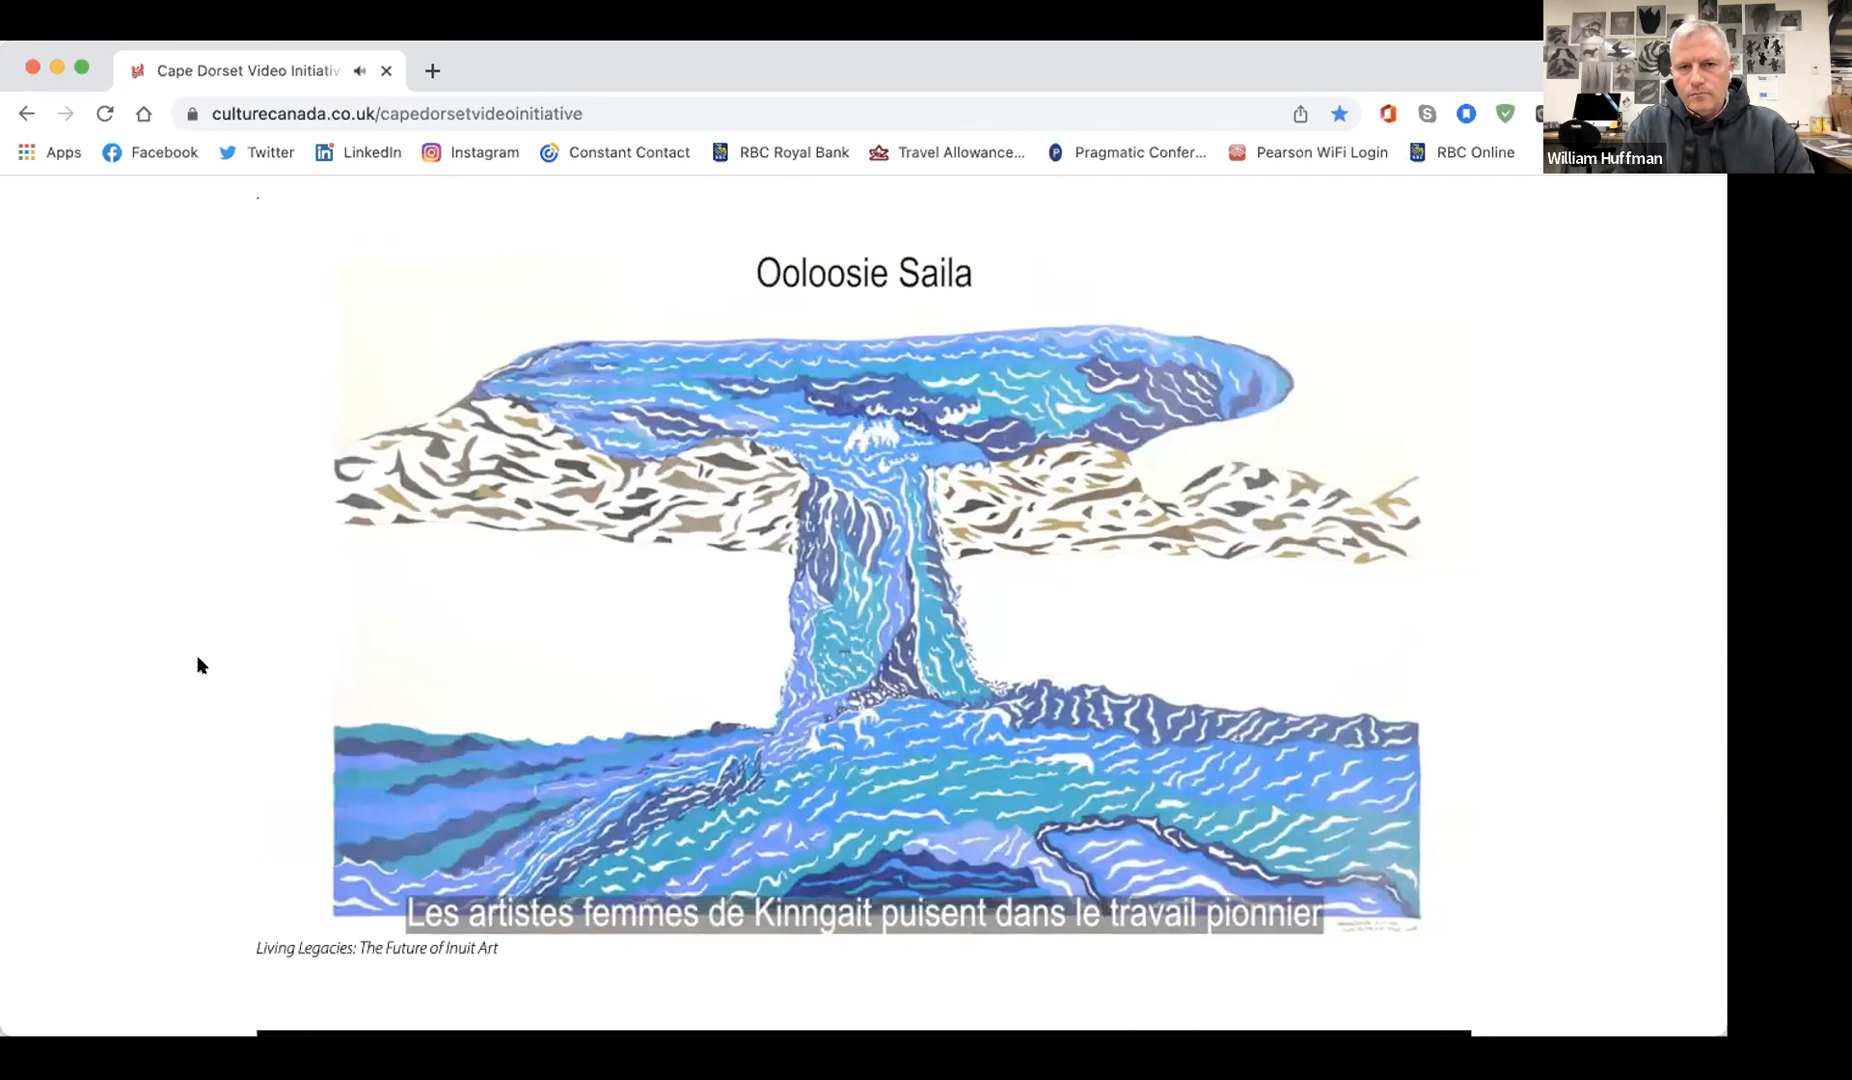 Cape Dorset Video Initiativ
culturecanada.co.uk/capedorsetvideoinitiative
Apps Facebook Twitter LinkedIn Instagram Constant Contact RBC Royal Bank Travel Allowance... Pragmatic Confer... Pearson WiFi Login RBC Online
William Huffman
Ooloosie Saila
Les artistes femmes de Kinngait puisent dans le travail pionnier
Living Legacies: The Future of Inuit Art